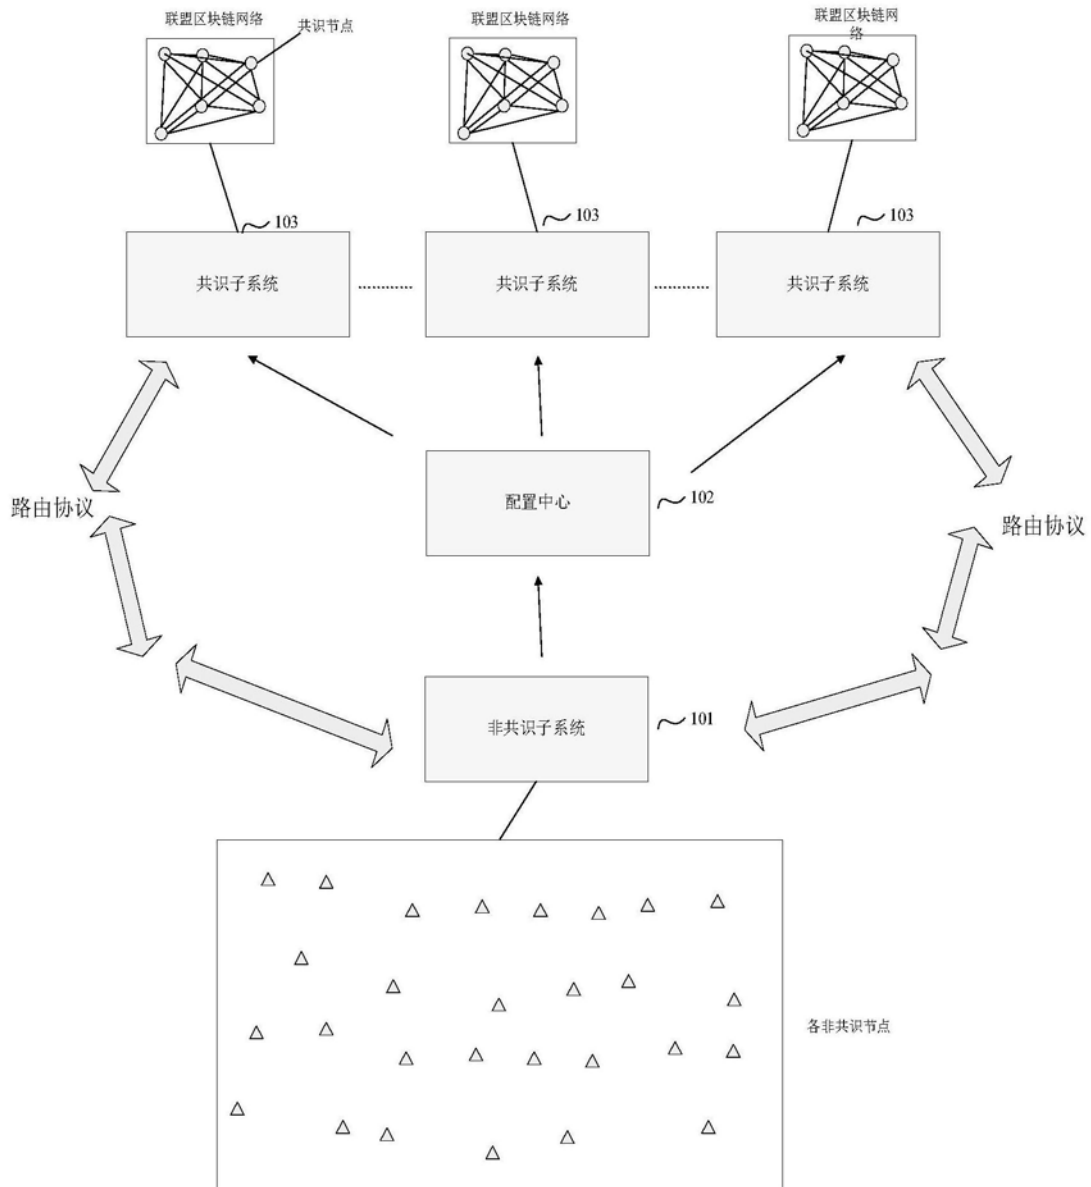 联盟区块链网络
共识节点
联盟区块链网络
联盟区块链网
络
103
103
103
共识子系统
共识子系统
共识子系统
配置中心
102
路由协议
路由协议
非共识子系统
101
各非共识节点